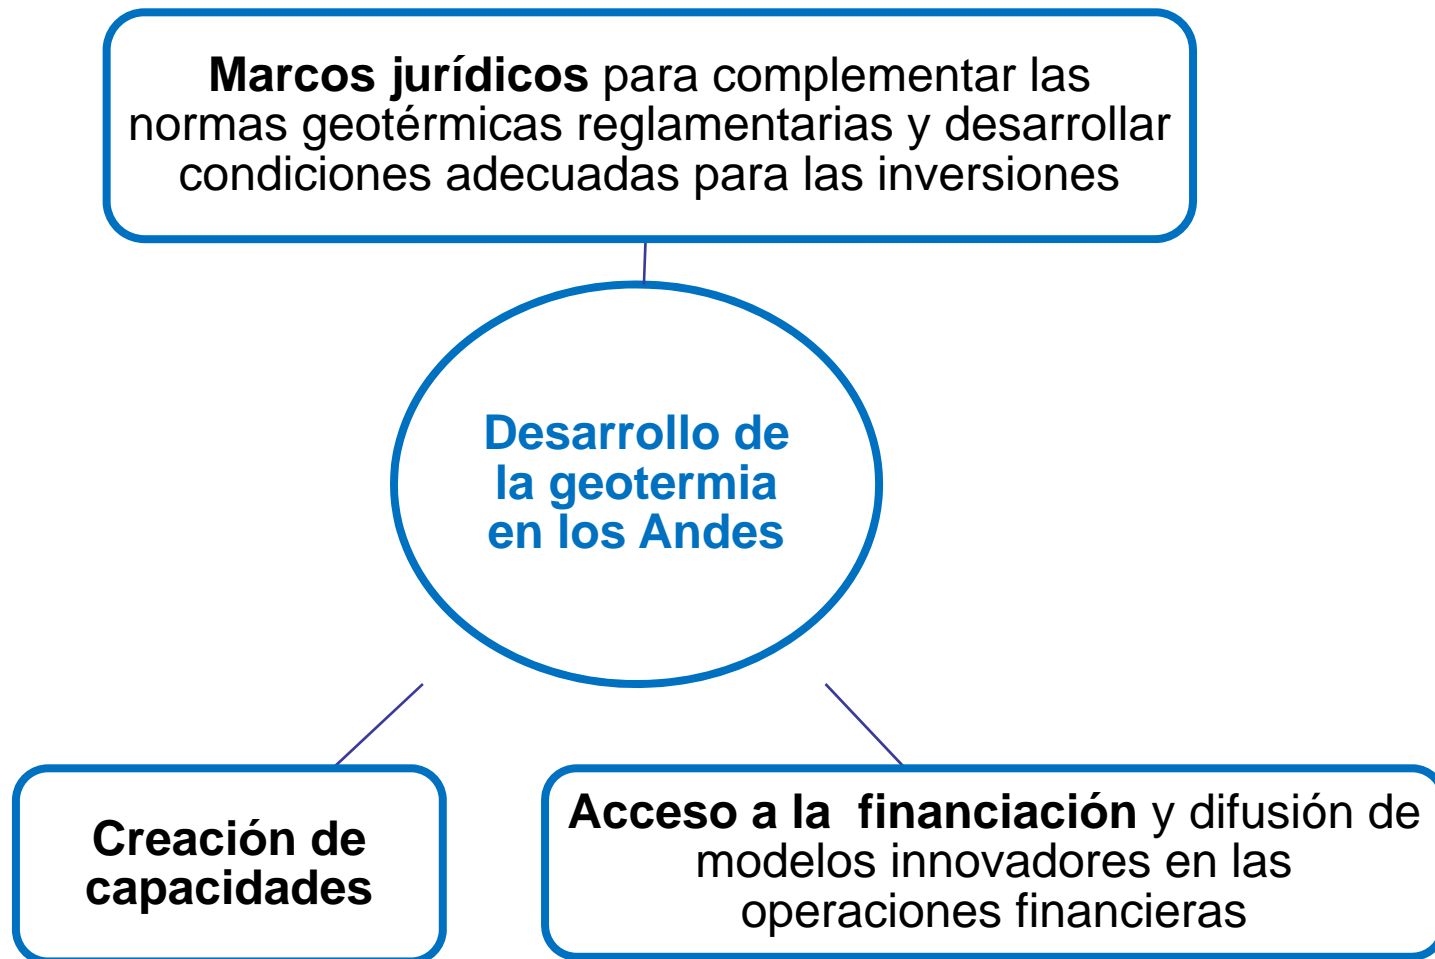 Marcos jurídicos para complementar las
normas geotérmicas reglamentarias y desarrollar
condiciones adecuadas para las inversiones
Desarrollo de
la geotermia
en los Andes
Creación de
capacidades
Acceso a la financiación y difusión de
modelos innovadores en las
operaciones financieras